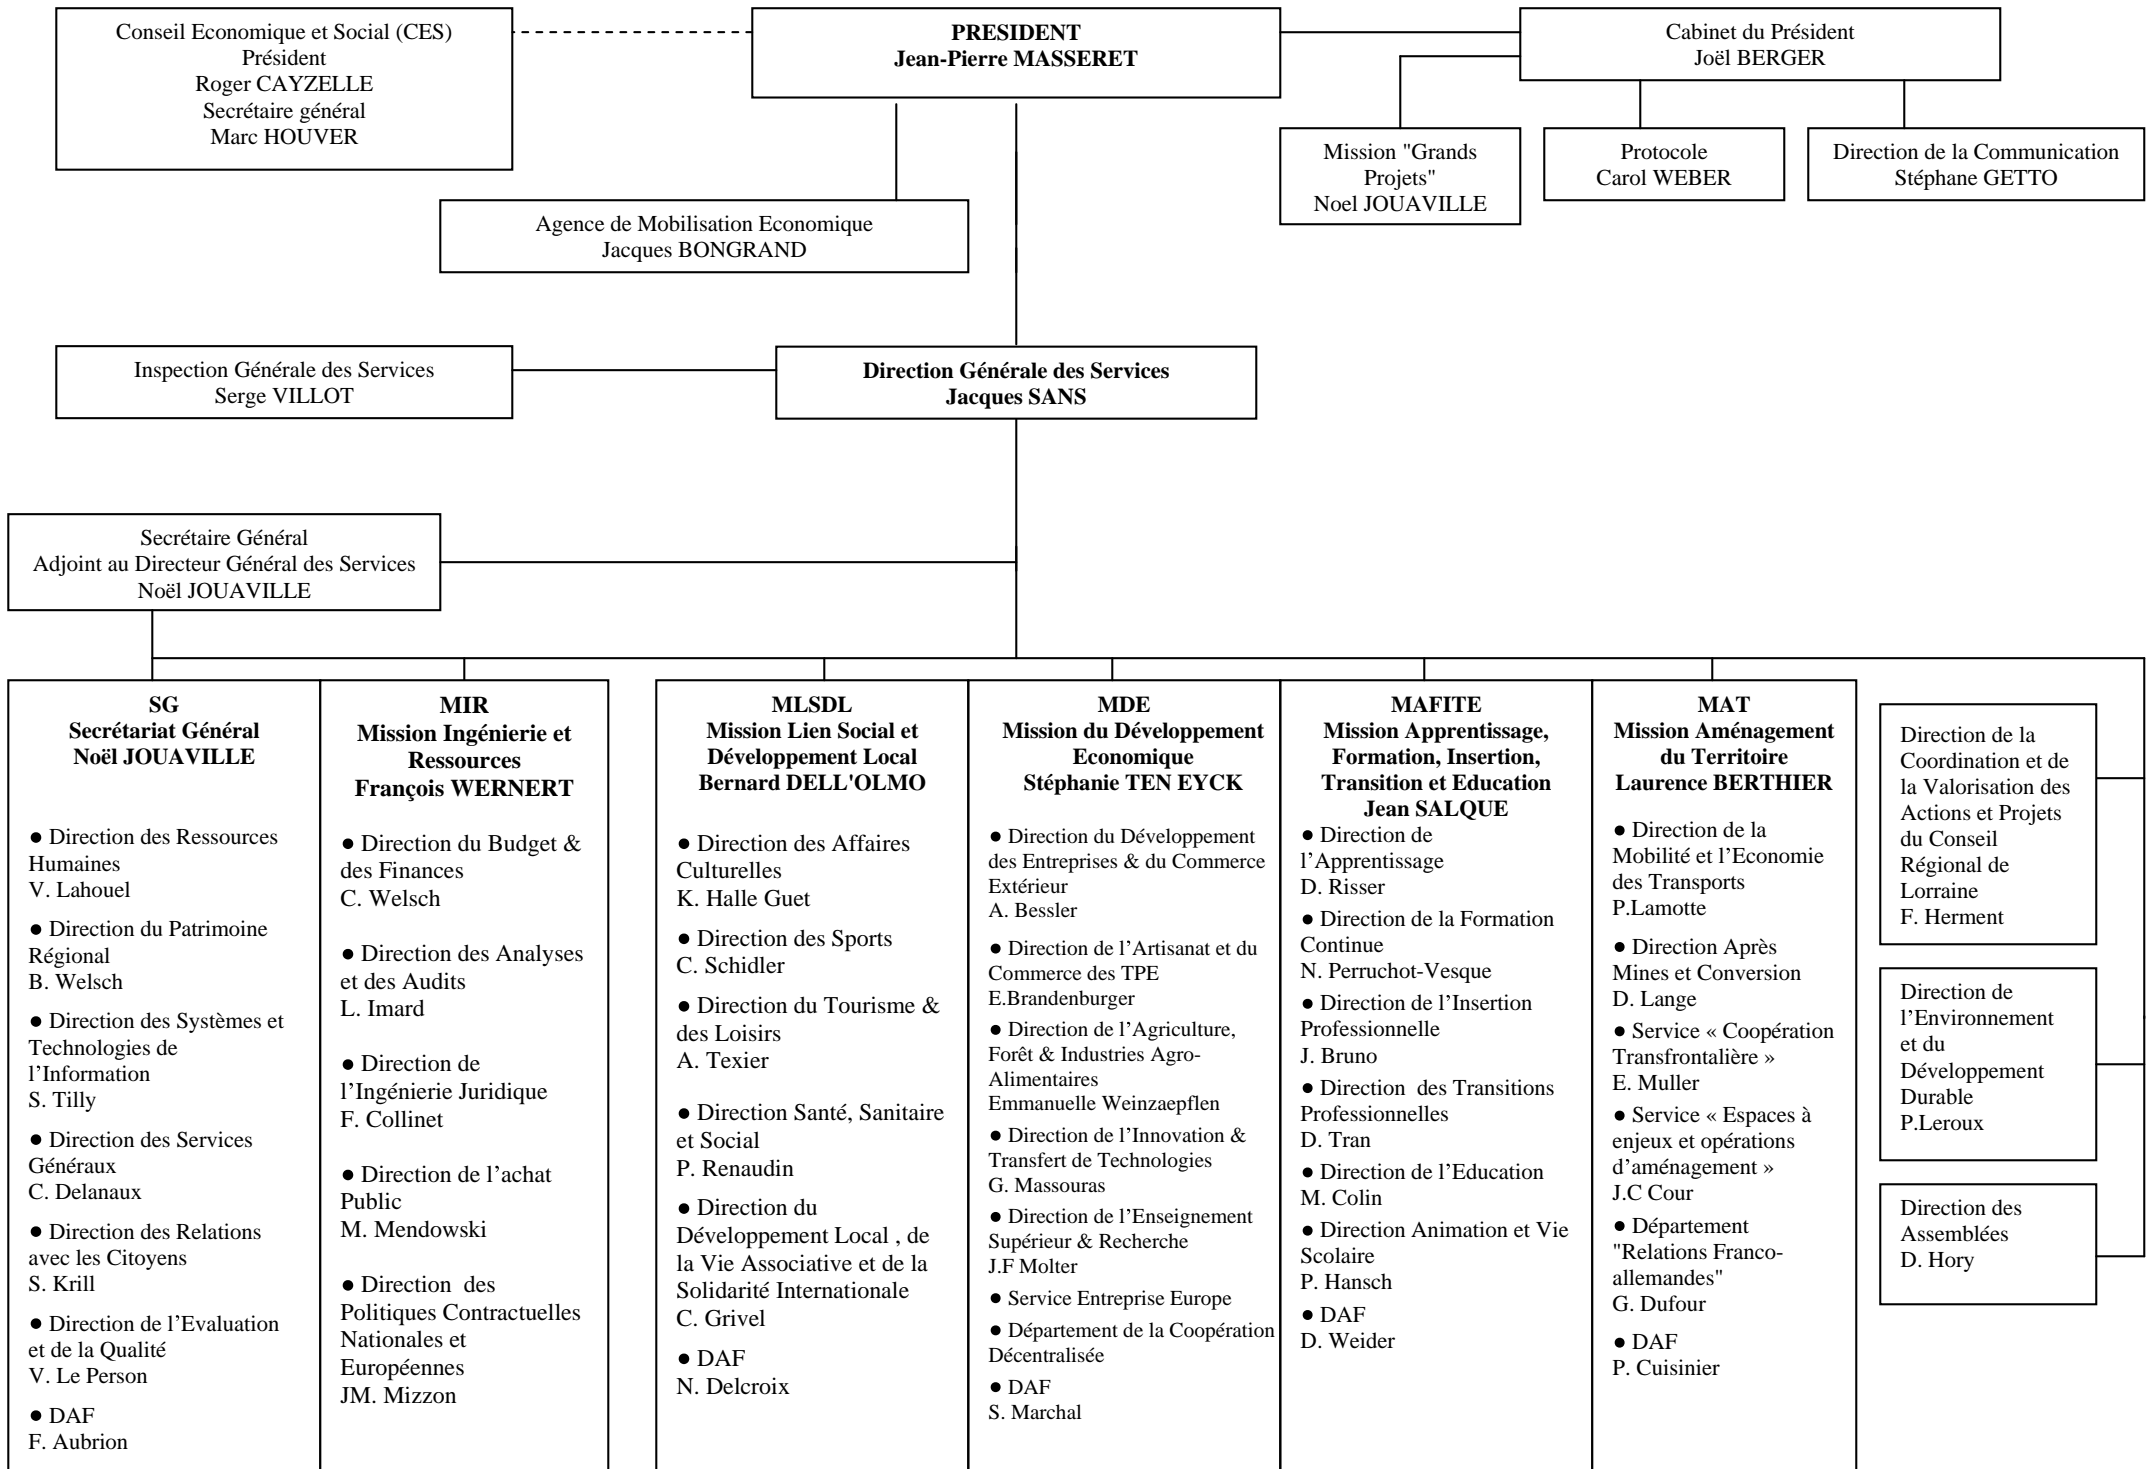 Conseil Economique et Social (CES)
Président
Roger CAYZELLE
Secrétaire général
Marc HOUVER
PRESIDENT
Jean-Pierre MASSERET
Cabinet du Président
Joël BERGER
Mission "Grands
Projets"
Noel JOUAVILLE
Protocole
Carol WEBER
Direction de la Communication
Stéphane GETTO
Agence de Mobilisation Economique
Jacques BONGRAND
Inspection Générale des Services
Serge VILLOT
Direction Générale des Services
Jacques SANS
Secrétaire Général
Adjoint au Directeur Général des Services
Noël JOUAVILLE
SG
Secrétariat Général
Noël JOUAVILLE
● Direction des Ressources
Humaines
V. Lahouel
● Direction du Patrimoine
Régional
B. Welsch
● Direction des Systèmes et
Technologies de
l’Information
S. Tilly
● Direction des Services
Généraux
C. Delanaux
● Direction des Relations
avec les Citoyens
S. Krill
● Direction de l’Evaluation
et de la Qualité
V. Le Person
● DAF
F. Aubrion
MIR
Mission Ingénierie et
Ressources
François WERNERT
● Direction du Budget &
des Finances
C. Welsch
● Direction des Analyses
et des Audits
L. Imard
● Direction de
l’Ingénierie Juridique
F. Collinet
● Direction de l’achat
Public
M. Mendowski
● Direction  des
Politiques Contractuelles
Nationales et
Européennes
JM. Mizzon
MLSDL
Mission Lien Social et
Développement Local
Bernard DELL'OLMO
● Direction des Affaires
Culturelles
K. Halle Guet
● Direction des Sports
C. Schidler
● Direction du Tourisme &
des Loisirs
A. Texier
● Direction Santé, Sanitaire
et Social
P. Renaudin
● Direction du
Développement Local , de
la Vie Associative et de la
Solidarité Internationale
C. Grivel
● DAF
N. Delcroix
MDE
Mission du Développement
Economique
Stéphanie TEN EYCK
● Direction du Développement
des Entreprises & du Commerce
Extérieur
A. Bessler
● Direction de l’Artisanat et du
Commerce des TPE
E.Brandenburger
● Direction de l’Agriculture,
Forêt & Industries Agro-
Alimentaires
Emmanuelle Weinzaepflen
● Direction de l’Innovation &
Transfert de Technologies
G. Massouras
● Direction de l’Enseignement
Supérieur & Recherche
J.F Molter
● Service Entreprise Europe
● Département de la Coopération
Décentralisée
● DAF
S. Marchal
MAFITE
Mission Apprentissage,
Formation, Insertion,
Transition et Education
Jean SALQUE
● Direction de
l’Apprentissage
D. Risser
● Direction de la Formation
Continue
N. Perruchot-Vesque
● Direction de l’Insertion
Professionnelle
J. Bruno
● Direction  des Transitions
Professionnelles
D. Tran
● Direction de l’Education
M. Colin
● Direction Animation et Vie
Scolaire
P. Hansch
● DAF
D. Weider
MAT
Mission Aménagement
du Territoire
Laurence BERTHIER
● Direction de la
Mobilité et l’Economie
des Transports
P.Lamotte
● Direction Après
Mines et Conversion
D. Lange
● Service « Coopération
Transfrontalière »
E. Muller
● Service « Espaces à
enjeux et opérations
d’aménagement »
J.C Cour
● Département
"Relations Franco-
allemandes"
G. Dufour
● DAF
P. Cuisinier
Direction de la
Coordination et de
la Valorisation des
Actions et Projets
du Conseil
Régional de
Lorraine
F. Herment
Direction de
l’Environnement
et du
Développement
Durable
P.Leroux
Direction des
Assemblées
D. Hory